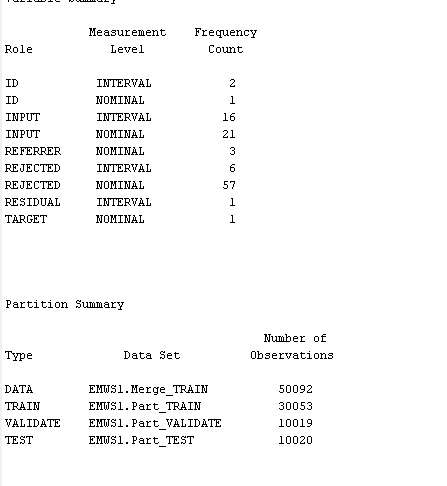 Variable Summary
Measurement Frequency
Role Level Count
ID INTERVAL 2
ID NOMINAL 1
INPUT INTERVAL 16
INPUT NOMINAL 21
REFERRER NOMINAL 3
REJECTED INTERVAL 6
REJECTED NOMINAL 57
RESIDUAL INTERVAL 1
TARGET NOMINAL 1
Partition Summary
Number of
Type Data Set Observations
DATA EMWS1.Merge_TRAIN 50092
TRAIN EMWS1.Part_TRAIN 30053
VALIDATE EMWS1.Part_VALIDATE 10019
TEST EMWS1.Part_TEST 10020